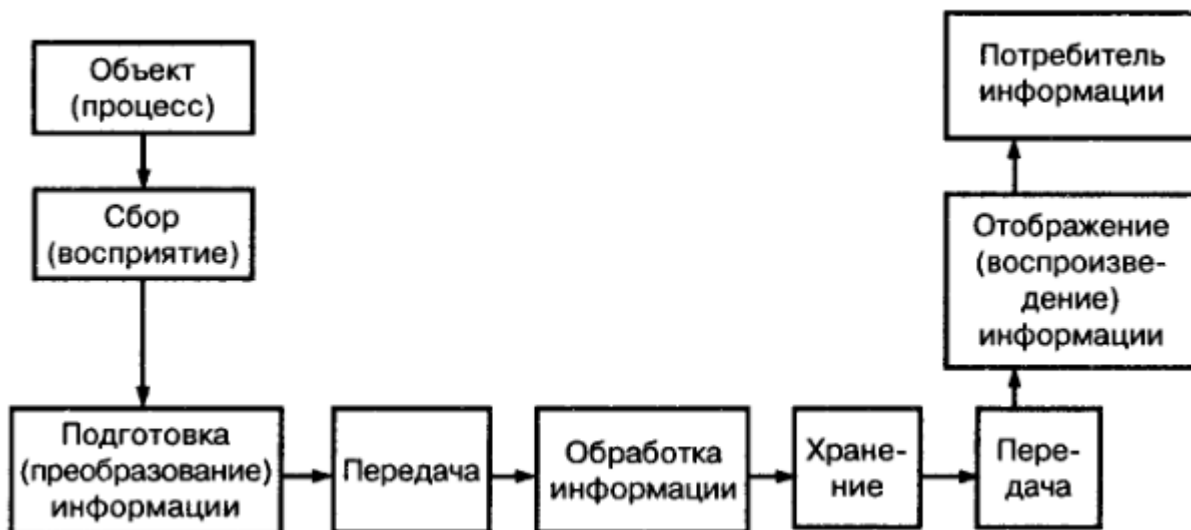 Объект
(процесс)
Сбор
(восприятие)
Подготовка
(преобразование)
информации
Передача
Обработка
информации
Хране-
ние
Пере-
дача
Отображение
(воспроизве-
дение)
информации
Потребитель
информации